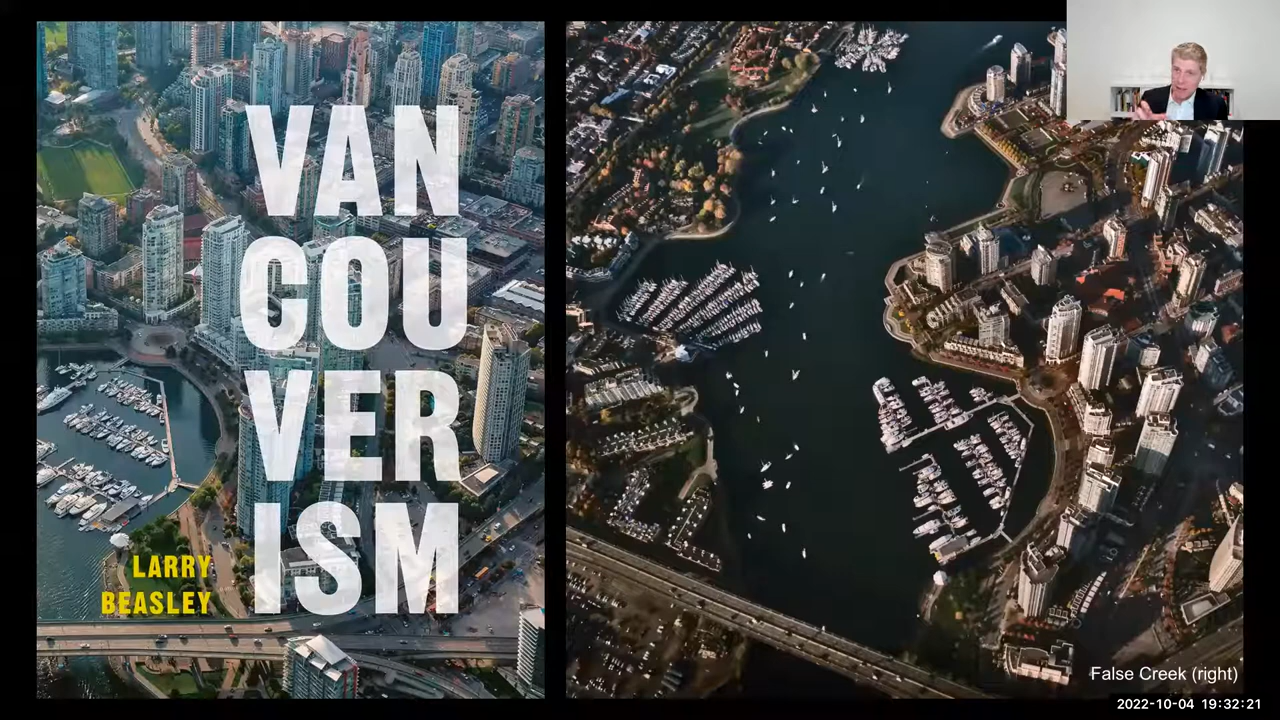 VAN
COU
VER
ISM
LARRY
BEASLEY
False Creek (right)
2022-10-04 19:32:21